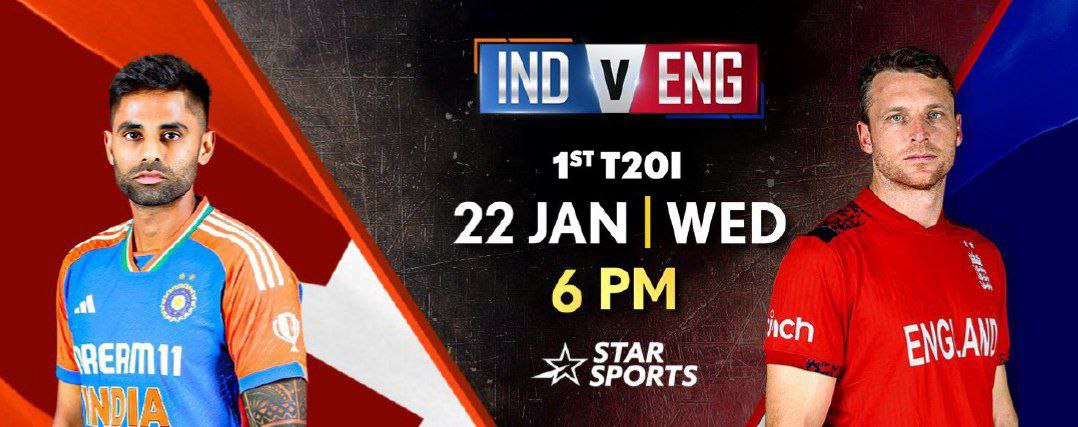 IND V ENG
1ST T20I
22 JAN | WED
6 PM
STAR
SPORTS
DREAM11
INDIA
ENGLAND